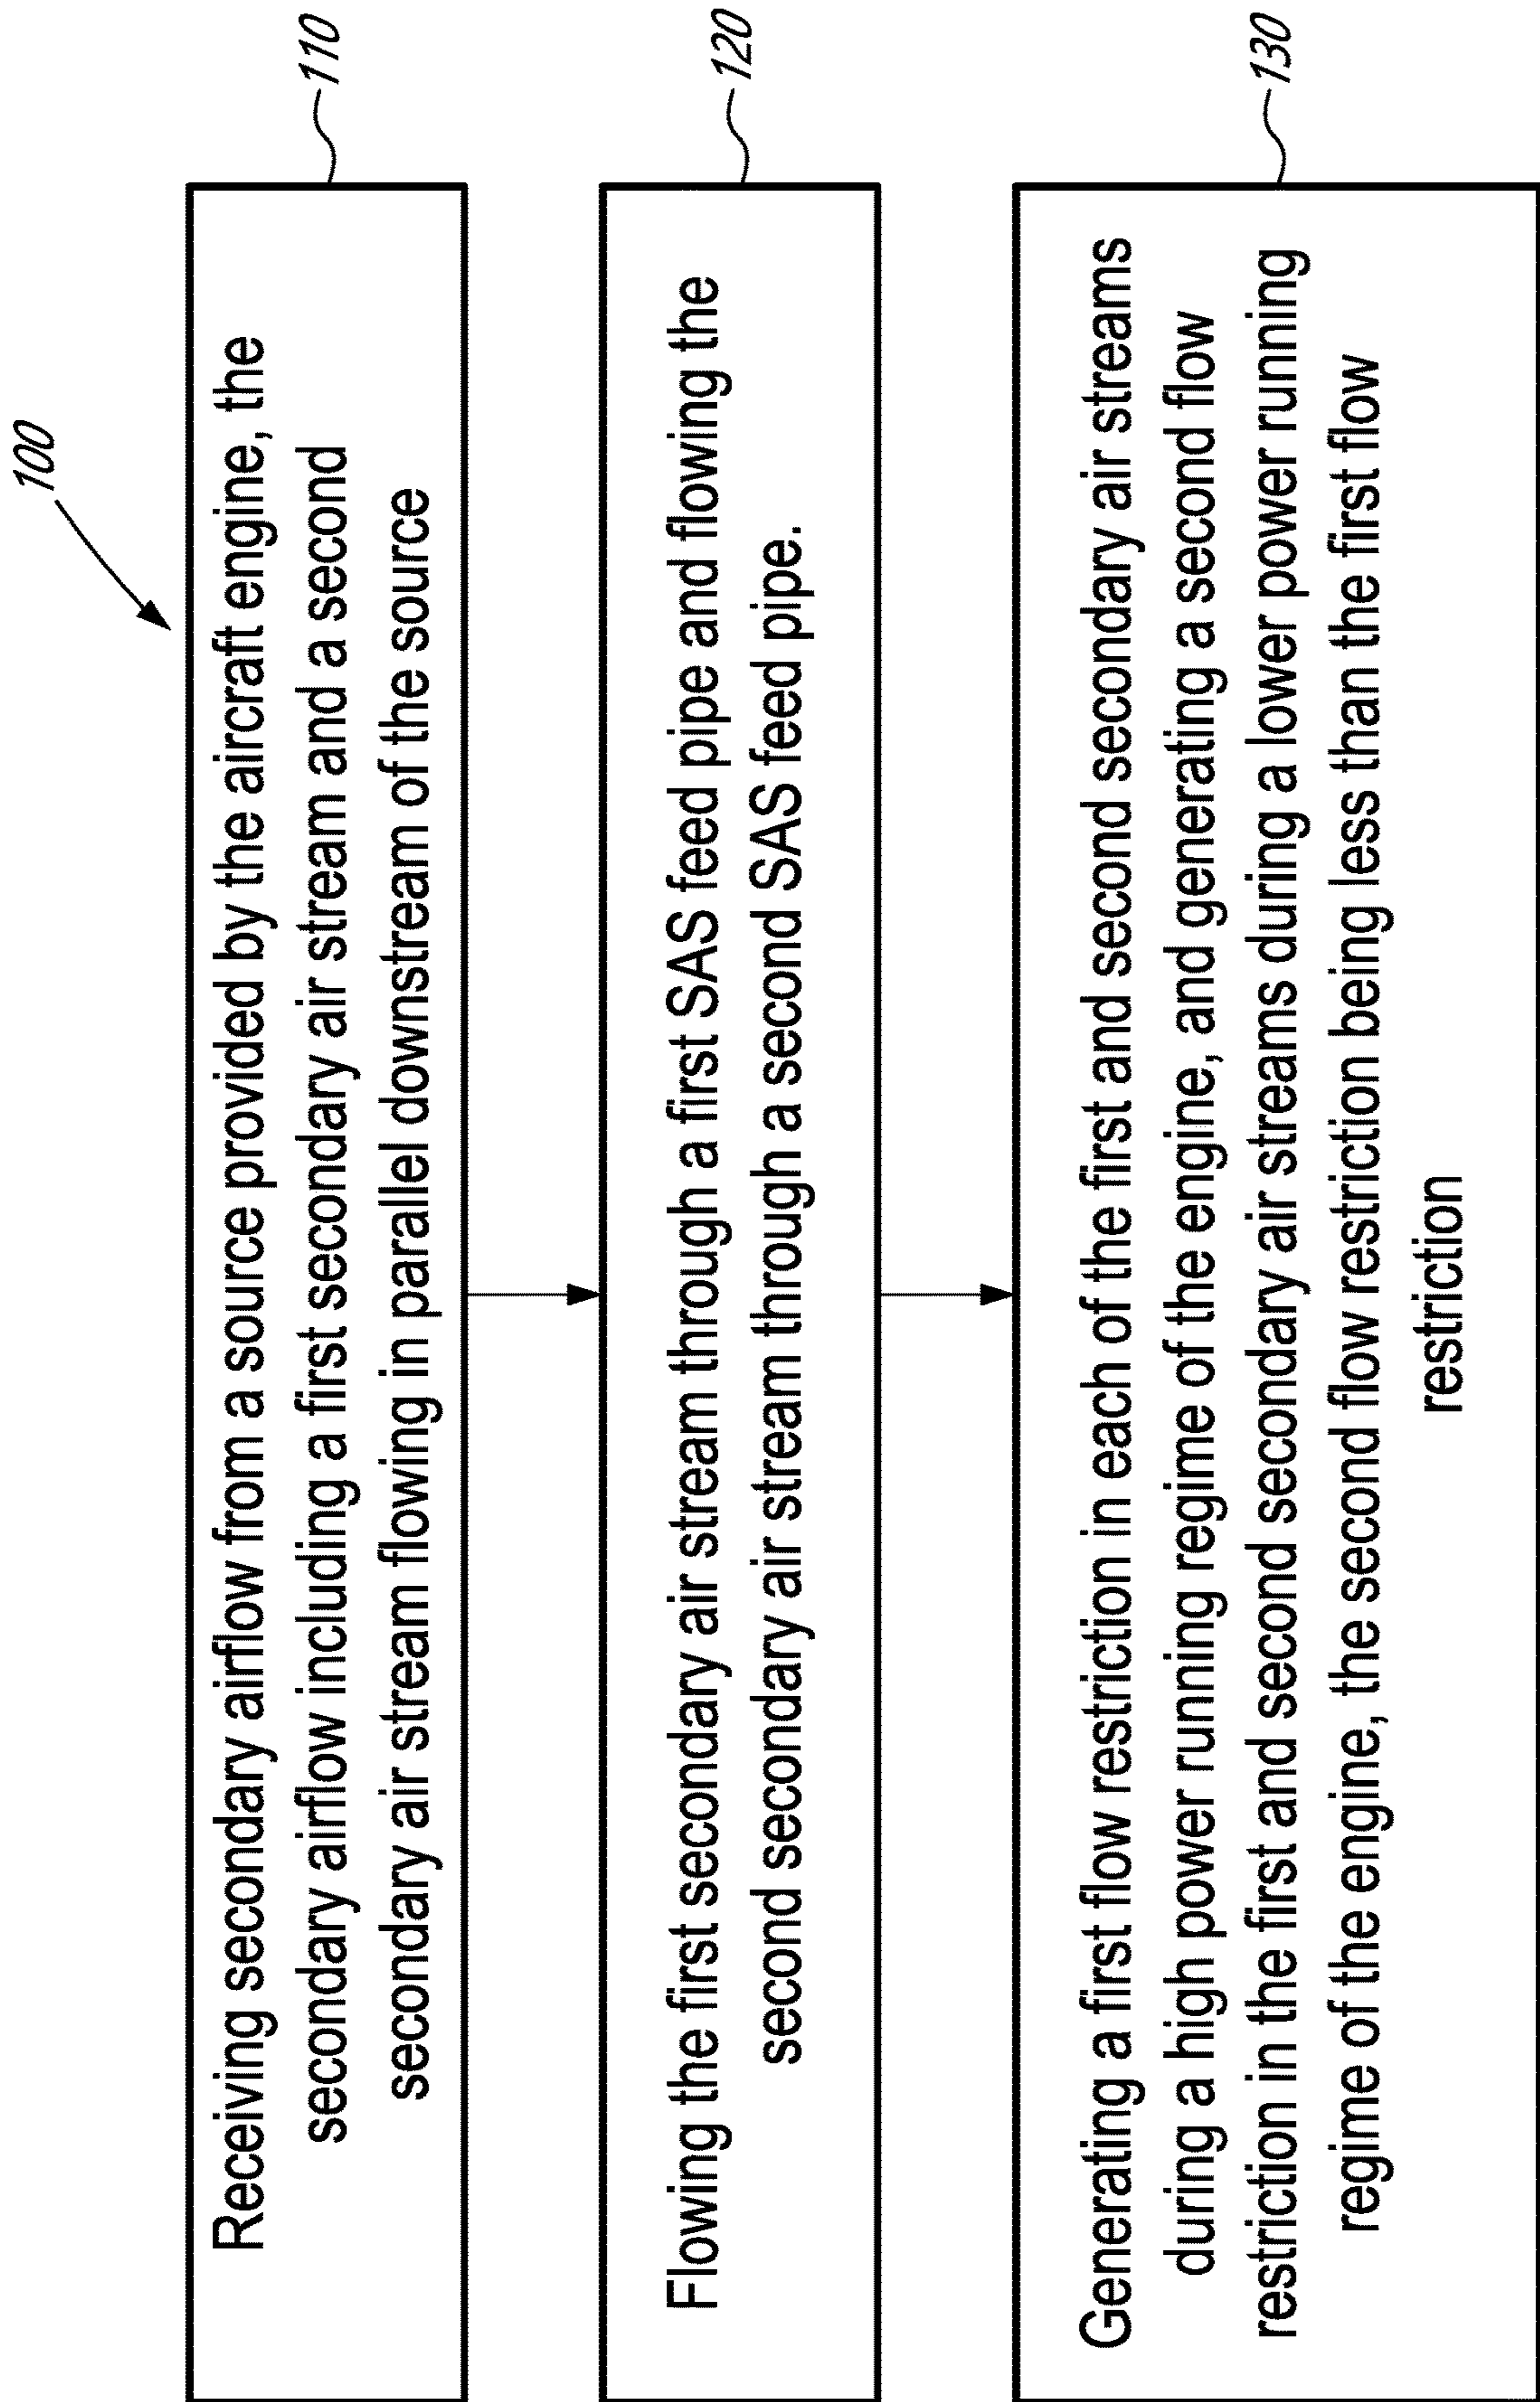 100
Receiving secondary airflow from a source provided by the aircraft engine, the
secondary airflow including a first secondary air stream and a second
secondary air stream flowing in parallel downstream of the source
110
Flowing the first secondary air stream through a first SAS feed pipe and flowing the
second secondary air stream through a second SAS feed pipe.
120
Generating a first flow restriction in each of the first and second secondary air streams
during a high power running regime of the engine, and generating a second flow
restriction in the first and second secondary air streams during a lower power running
regime of the engine, the second flow restriction being less than the first flow
restriction
130